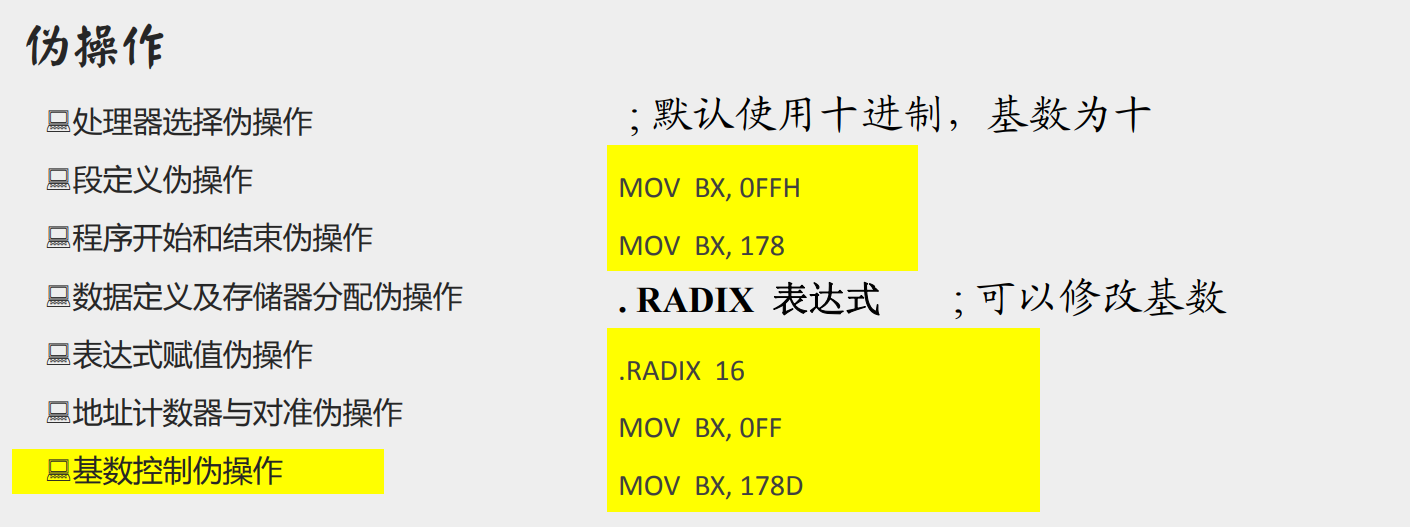 伪操作
处理器选择伪操作
段定义伪操作
程序开始和结束伪操作
数据定义及存储器分配伪操作
表达式赋值伪操作
地址计数器与对准伪操作
基数控制伪操作
; 默认使用十进制，基数为十
MOV BX, 0FFH
MOV BX, 178
. RADIX 表达式 ; 可以修改基数
.RADIX 16
MOV BX, 0FF
MOV BX, 178D